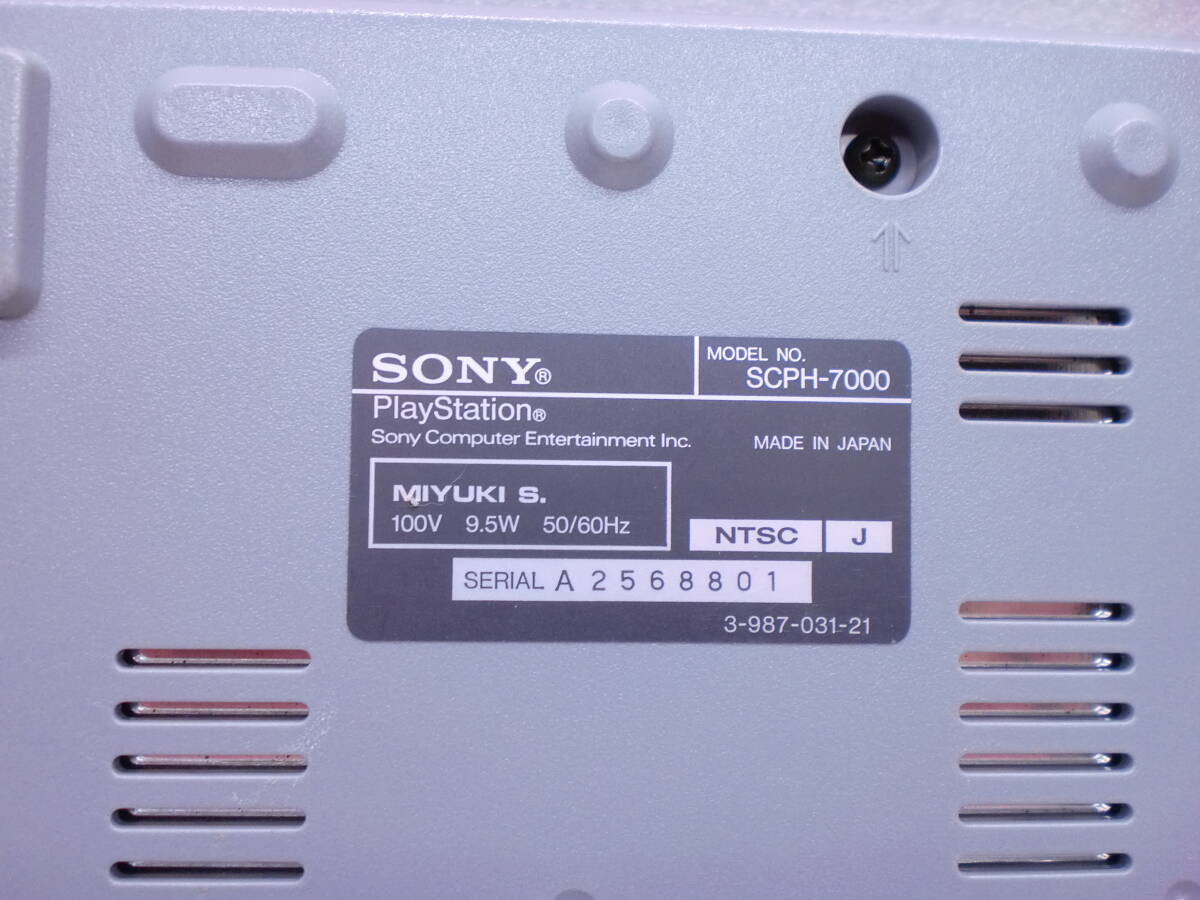 SONY®
MODEL NO.
SCPH-7000
PlayStation®
Sony Computer Entertainment Inc.
MADE IN JAPAN
MIYUKI S.
100V 9.5W 50/60Hz
NTSC J
SERIAL A 2568801
3-987-031-21